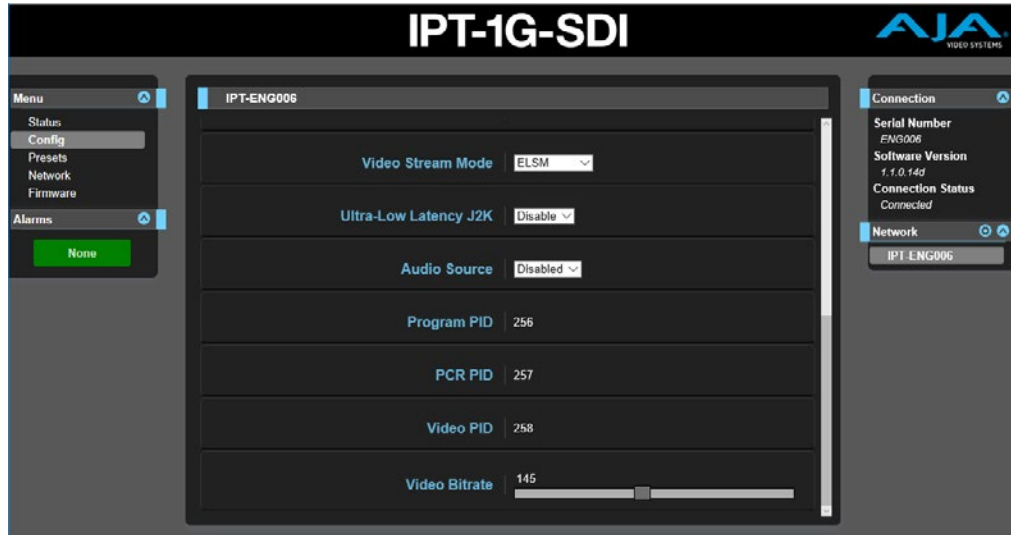 IPT-1G-SDI
AJA
VIDEO SYSTEMS
Menu
Status
Config
Presets
Network
Firmware
Alarms
None
IPT-ENG006
Video Stream Mode ELSM
Ultra-Low Latency J2K Disable
Audio Source Disabled
Program PID 256
PCR PID 257
Video PID 258
Video Bitrate 145
Connection
Serial Number
ENG006
Software Version
1.1.0.14d
Connection Status
Connected
Network
IPT-ENG006